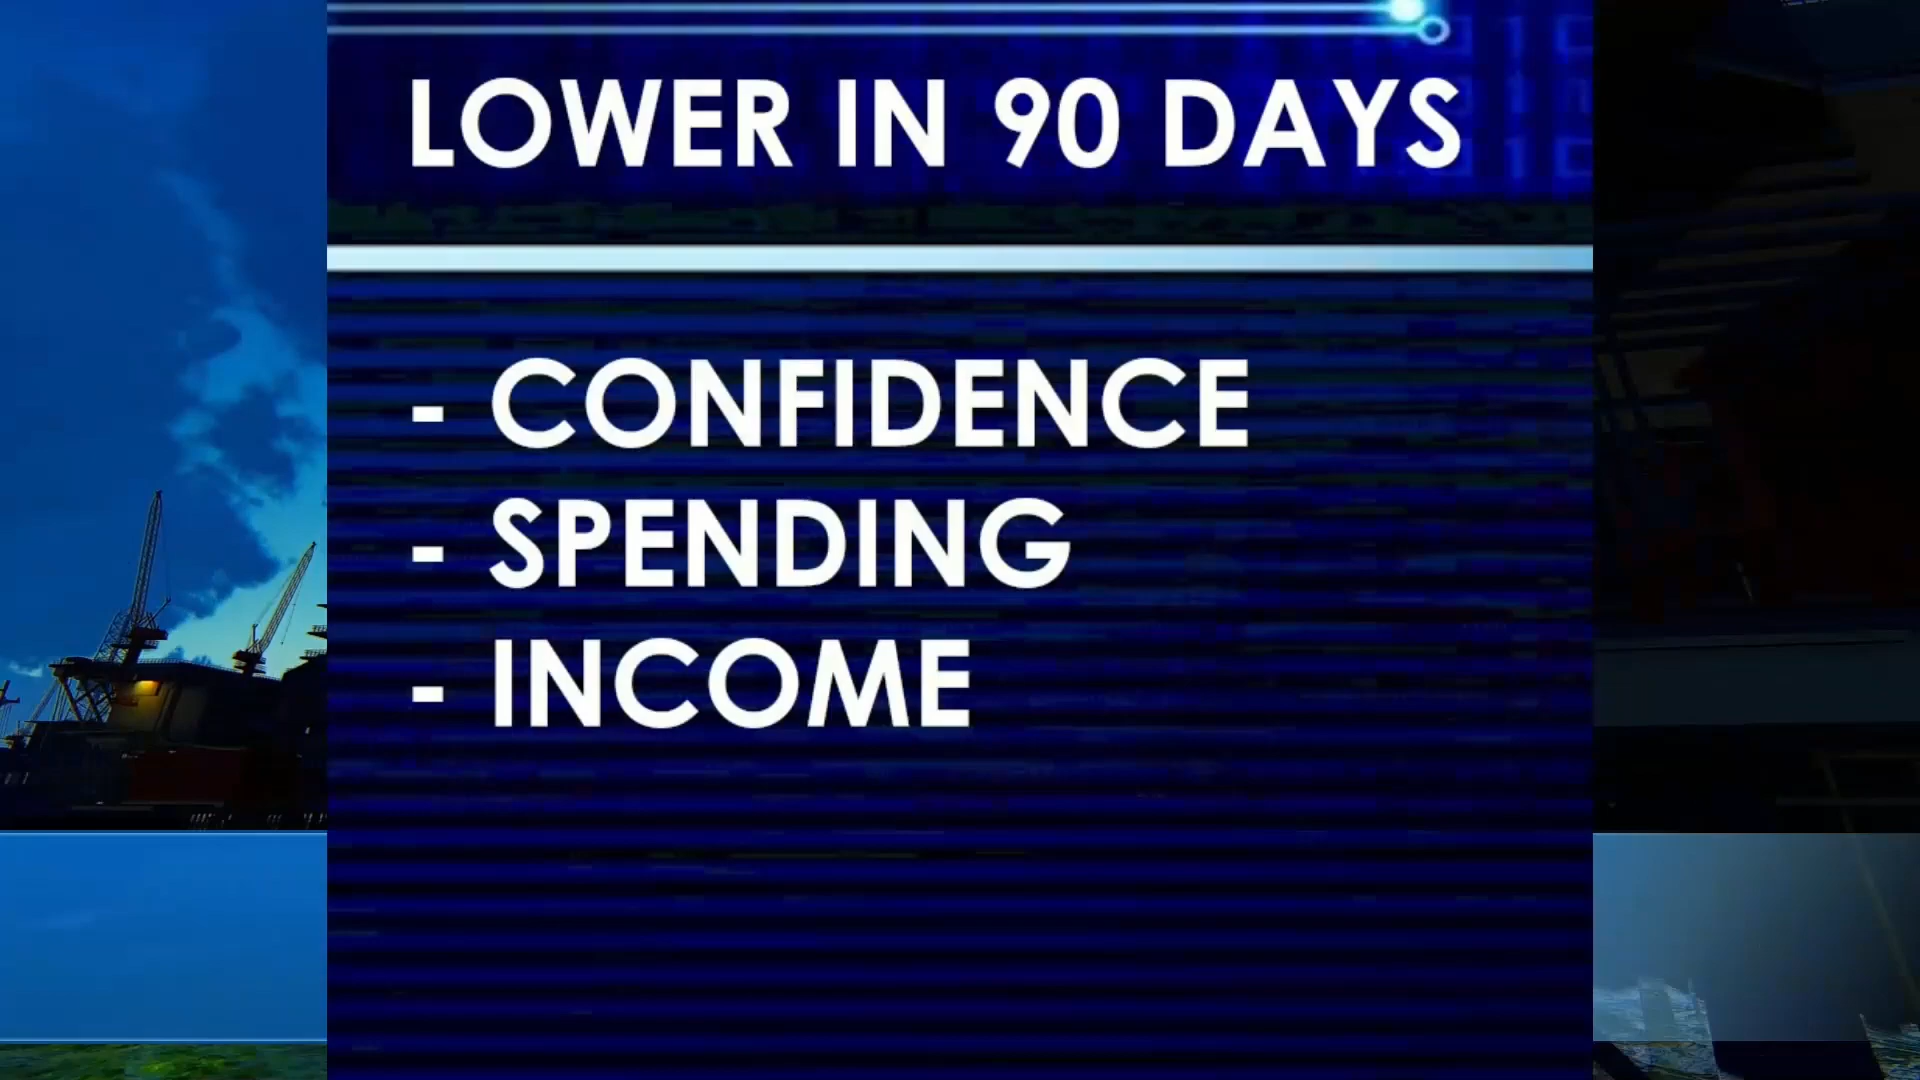 LOWER IN 90 DAYS
- CONFIDENCE
- SPENDING
- INCOME